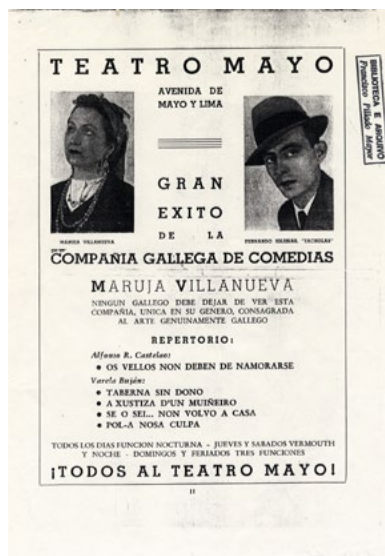 TEATRO MAYO
AVENIDA DE
MAYO Y LIMA
GRAN
EXITO
DE LA
MARUJA VILLANUEVA
FERNANDO IGLESIAS "TACHOLAS"
COMPAÑIA GALLEGA DE COMEDIAS
MARUJA VILLANUEVA
NINGUN GALLEGO DEBE DEJAR DE VER ESTA
COMPAÑIA, UNICA EN SU GENERO, CONSAGRADA
AL ARTE GENUINAMENTE GALLEGO
REPERTORIO:
Alfonso R. Castelao:
• OS VELLOS NON DEBEN DE NAMORARSE
Varela Buján:
• TABERNA SIN DONO
• A XUSTIZA D'UN MUIÑEIRO
• SE O SEI... NON VOLVO A CASA
• POL-A NOSA CULPA
TODOS LOS DIAS FUNCION NOCTURNA - JUEVES Y SABADOS VERMOUTH
Y NOCHE - DOMINGOS Y FERIADOS TRES FUNCIONES
¡TODOS AL TEATRO MAYO!
11
BIBLIOTECA E ARQUIVO
Francisco Pillado Mayor